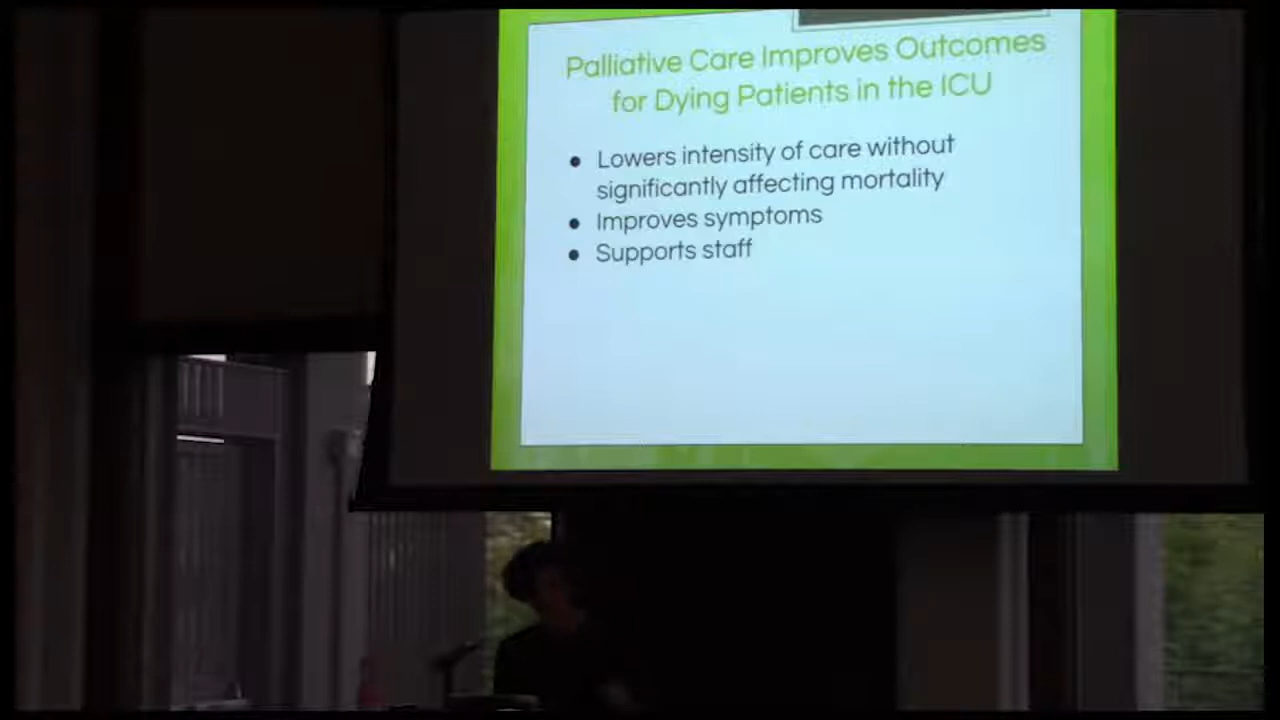 Palliative Care Improves Outcomes
for Dying Patients in the ICU
● Lowers intensity of care without
significantly affecting mortality
● Improves symptoms
● Supports staff